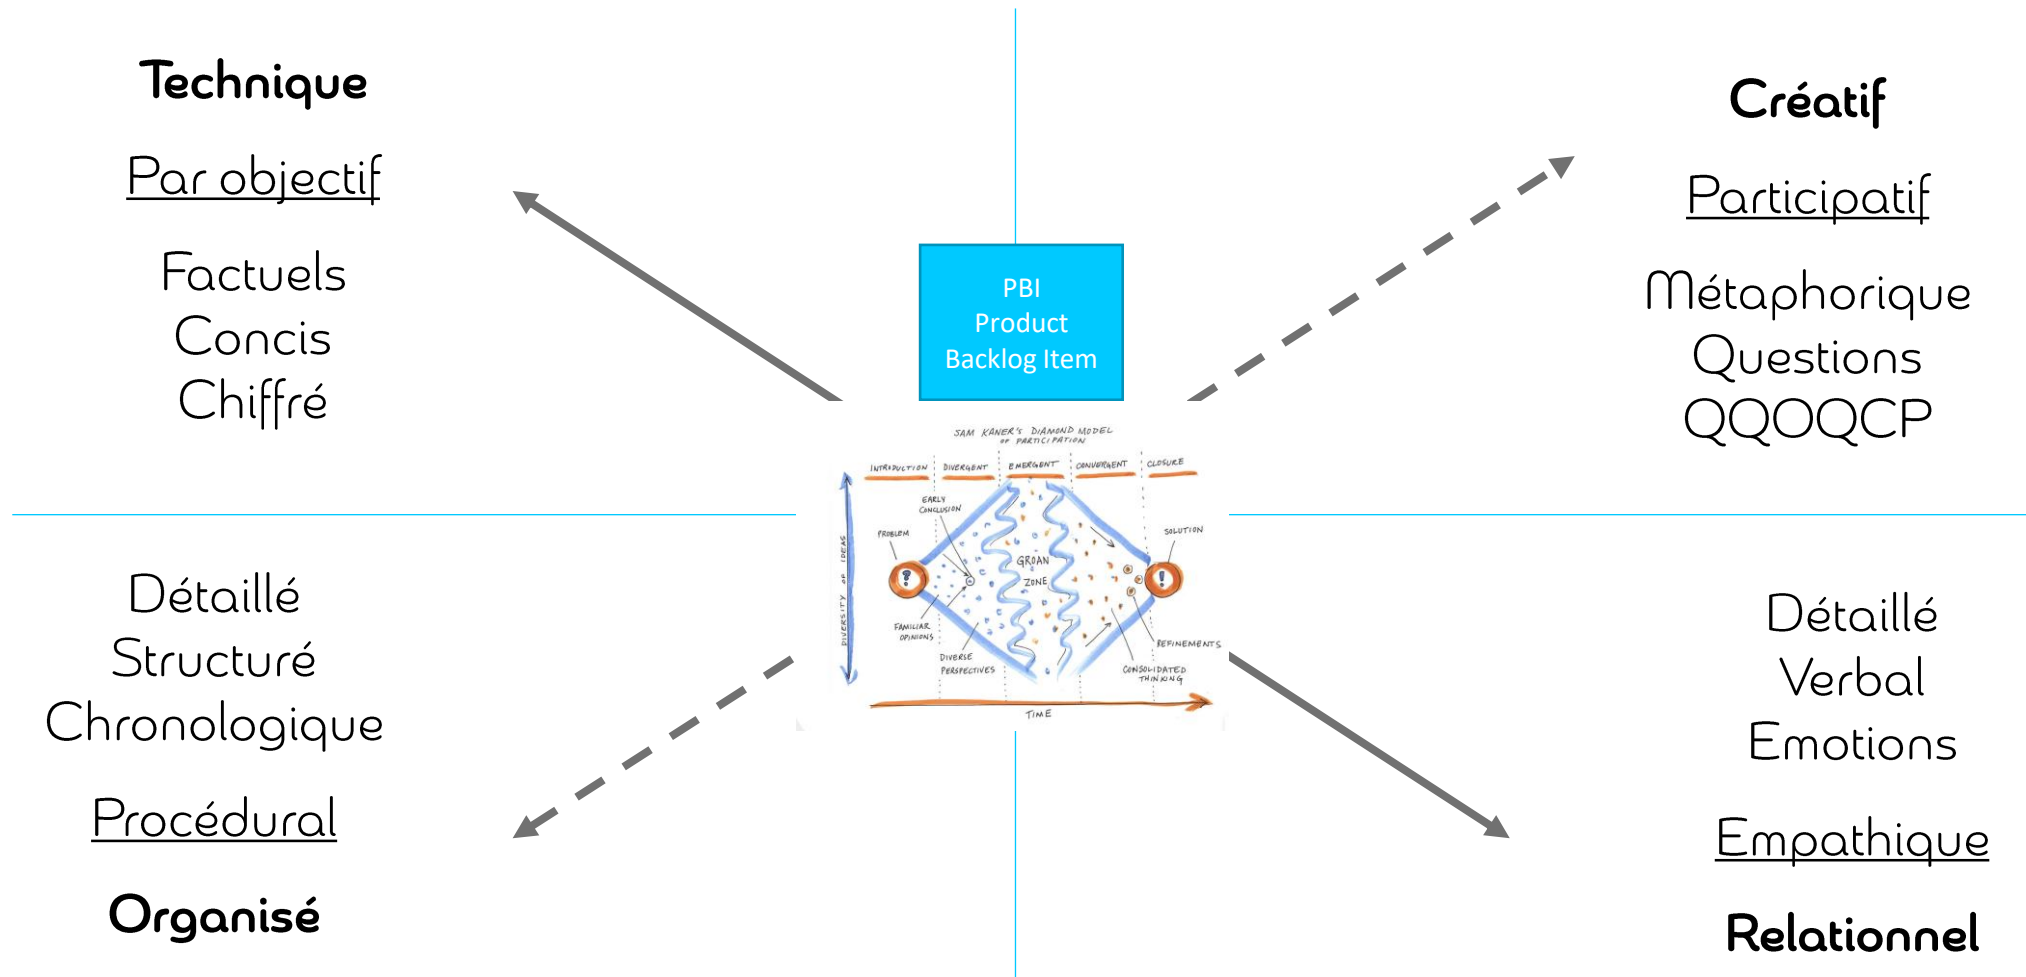 Technique
Par objectif
Factuels
Concis
Chiffré
Créatif
Participatif
Métaphorique
Questions
QQOQCP
PBI
Product
Backlog Item
SAM KANER'S DIAMOND MODEL
OF PARTICIPATION
INTRODUCTION
DIVERGENT
EMERGENT
CONVERGENT
CLOSURE
EARLY
CONCLUSION
PROBLEM
SOLUTION
DIVERSITY OF IDEAS
?
GROAN
ZONE
!
FAMILIAR
OPINIONS
DIVERSE
PERSPECTIVES
REFINEMENTS
CONSOLIDATED
THINKING
TIME
Détaillé
Structuré
Chronologique
Procédural
Organisé
Détaillé
Verbal
Emotions
Empathique
Relationnel